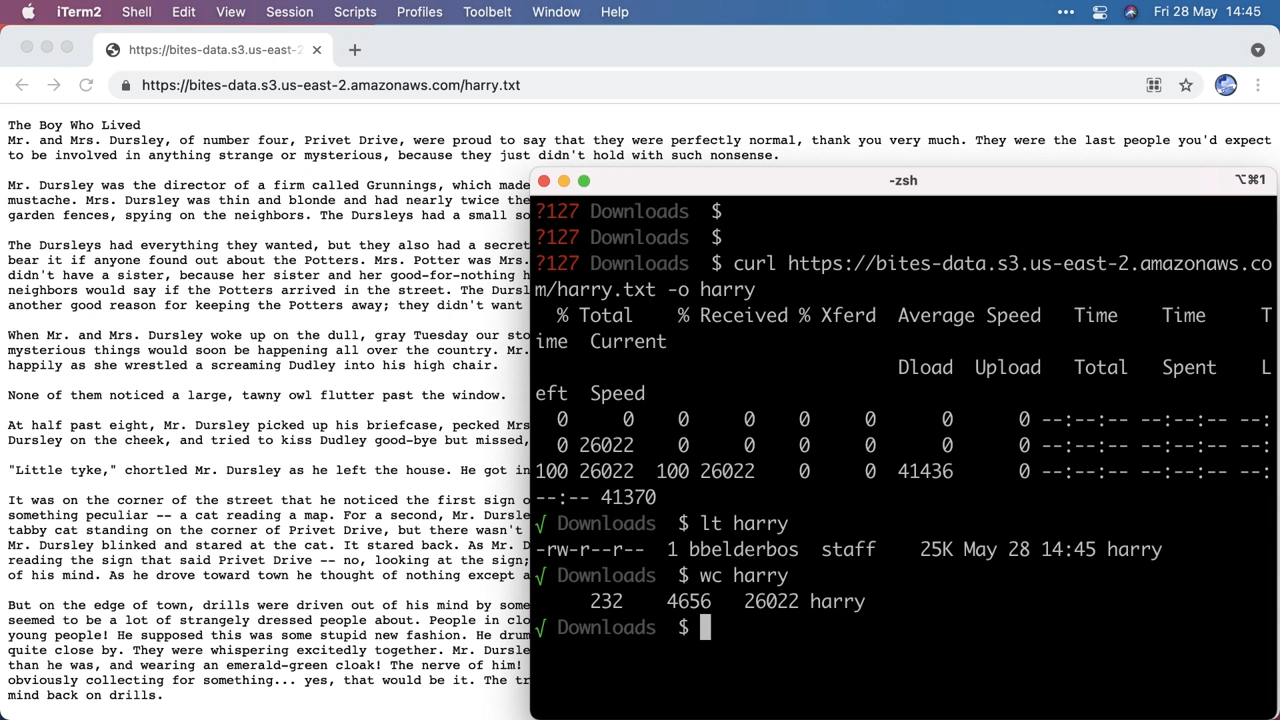 iTerm2 Shell Edit View Session Scripts Profiles Toolbelt Window Help ••• Fri 28 May 14:45
https://bites-data.s3.us-east-2
https://bites-data.s3.us-east-2.amazonaws.com/harry.txt
The Boy Who Lived
Mr. and Mrs. Dursley, of number four, Privet Drive, were proud to say that they were perfectly normal, thank you very much. They were the last people you'd expect
to be involved in anything strange or mysterious, because they just didn't hold with such nonsense.
Mr. Dursley was the director of a firm called Grunnings, which made
mustache. Mrs. Dursley was thin and blonde and had nearly twice the
garden fences, spying on the neighbors. The Dursleys had a small so
The Dursleys had everything they wanted, but they also had a secret
bear it if anyone found out about the Potters. Mrs. Potter was Mrs.
didn't have a sister, because her sister and her good-for-nothing h
neighbors would say if the Potters arrived in the street. The Dursl
another good reason for keeping the Potters away; they didn't want
When Mr. and Mrs. Dursley woke up on the dull, gray Tuesday our sto
mysterious things would soon be happening all over the country. Mr.
happily as she wrestled a screaming Dudley into his high chair.
None of them noticed a large, tawny owl flutter past the window.
At half past eight, Mr. Dursley picked up his briefcase, pecked Mrs
Dursley on the cheek, and tried to kiss Dudley good-bye but missed,
"Little tyke," chortled Mr. Dursley as he left the house. He got in
It was on the corner of the street that he noticed the first sign o
something peculiar -- a cat reading a map. For a second, Mr. Dursle
tabby cat standing on the corner of Privet Drive, but there wasn't
Mr. Dursley blinked and stared at the cat. It stared back. As Mr. D
reading the sign that said Privet Drive -- no, looking at the sign;
of his mind. As he drove toward town he thought of nothing except a
But on the edge of town, drills were driven out of his mind by some
seemed to be a lot of strangely dressed people about. People in clo
young people! He supposed this was some stupid new fashion. He drum
quite close by. They were whispering excitedly together. Mr. Dursle
than he was, and wearing an emerald-green cloak! The nerve of him!
obviously collecting for something... yes, that would be it. The tr
mind back on drills.
-zsh ⌥⌘1
?127 Downloads $
?127 Downloads $
?127 Downloads $ curl https://bites-data.s3.us-east-2.amazonaws.co
m/harry.txt -o harry
% Total % Received % Xferd Average Speed Time Time T
ime Current
Dload Upload Total Spent L
eft Speed
0 0 0 0 0 0 0 0 --:--:-- --:--:-- --:
0 26022 0 0 0 0 0 0 --:--:-- --:--:-- --:
100 26022 100 26022 0 0 41436 0 --:--:-- --:--:-- --:
--:-- 41370
√ Downloads $ lt harry
-rw-r--r-- 1 bbelderbos staff 25K May 28 14:45 harry
√ Downloads $ wc harry
232 4656 26022 harry
√ Downloads $